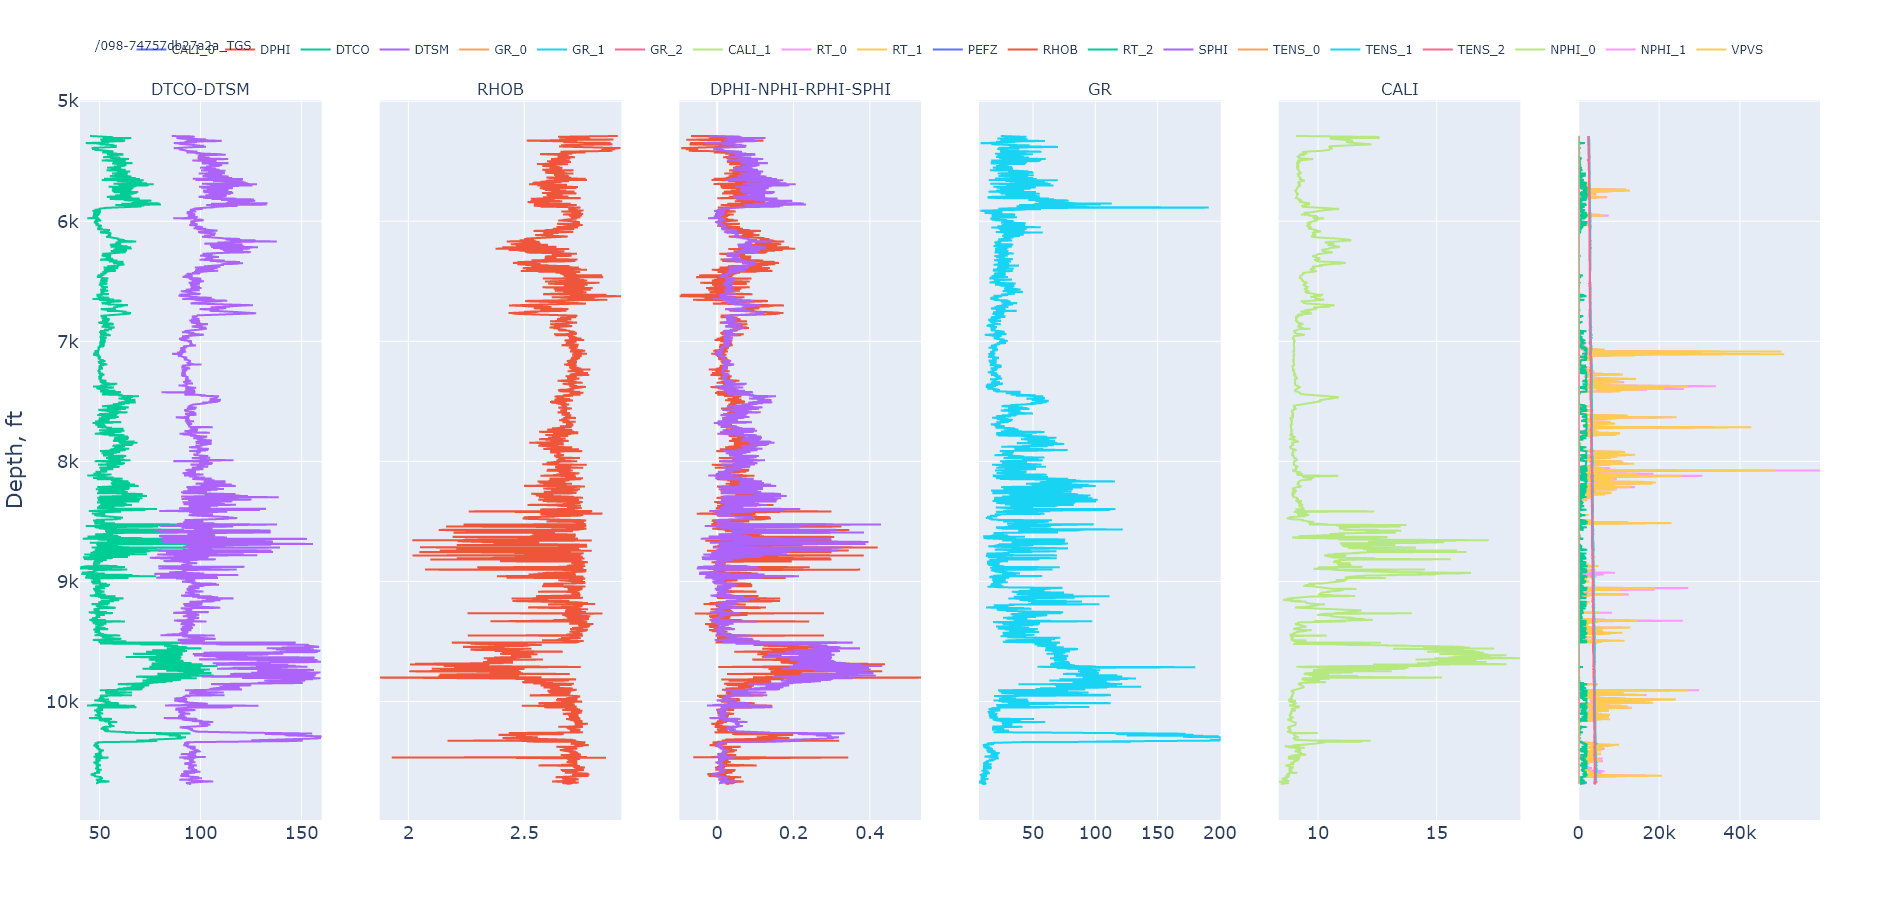 /098-74757db27a2a_TGS
CALI_0 DPHI DTCO DTSM GR_0 GR_1 GR_2 CALI_1 RT_0 RT_1 PEFZ RHOB RT_2 SPHI TENS_0 TENS_1 TENS_2 NPHI_0 NPHI_1 VPVS
DTCO-DTSM RHOB DPHI-NPHI-RPHI-SPHI GR CALI
5k
6k
7k
8k
9k
10k
Depth, ft
50 100 150 2 2.5 0 0.2 0.4 50 100 150 200 10 15 0 20k 40k